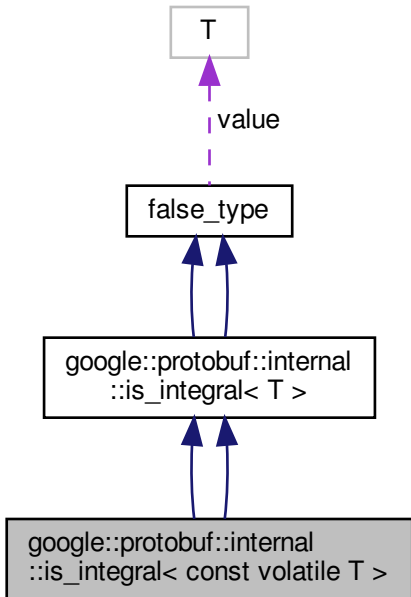 T
value
false_type
google::protobuf::internal
::is_integral< T >
google::protobuf::internal
::is_integral< const volatile T >